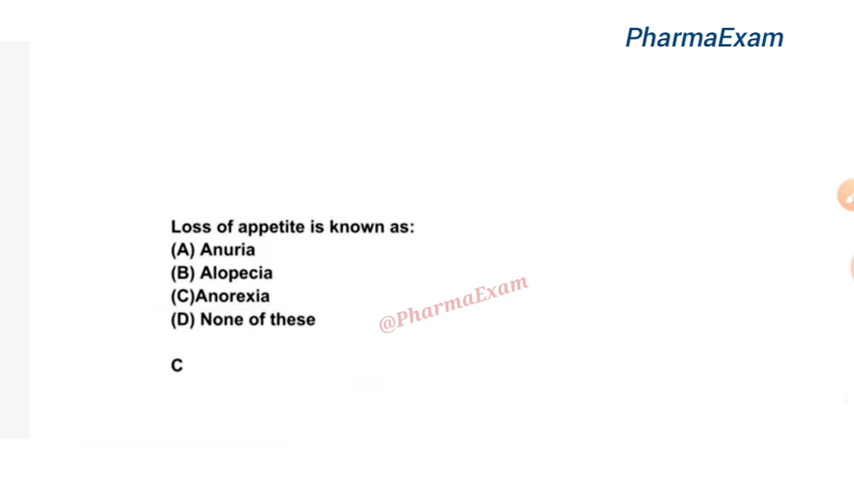 PharmaExam
Loss of appetite is known as:
(A) Anuria
(B) Alopecia
(C)Anorexia
(D) None of these
@PharmaExam
C